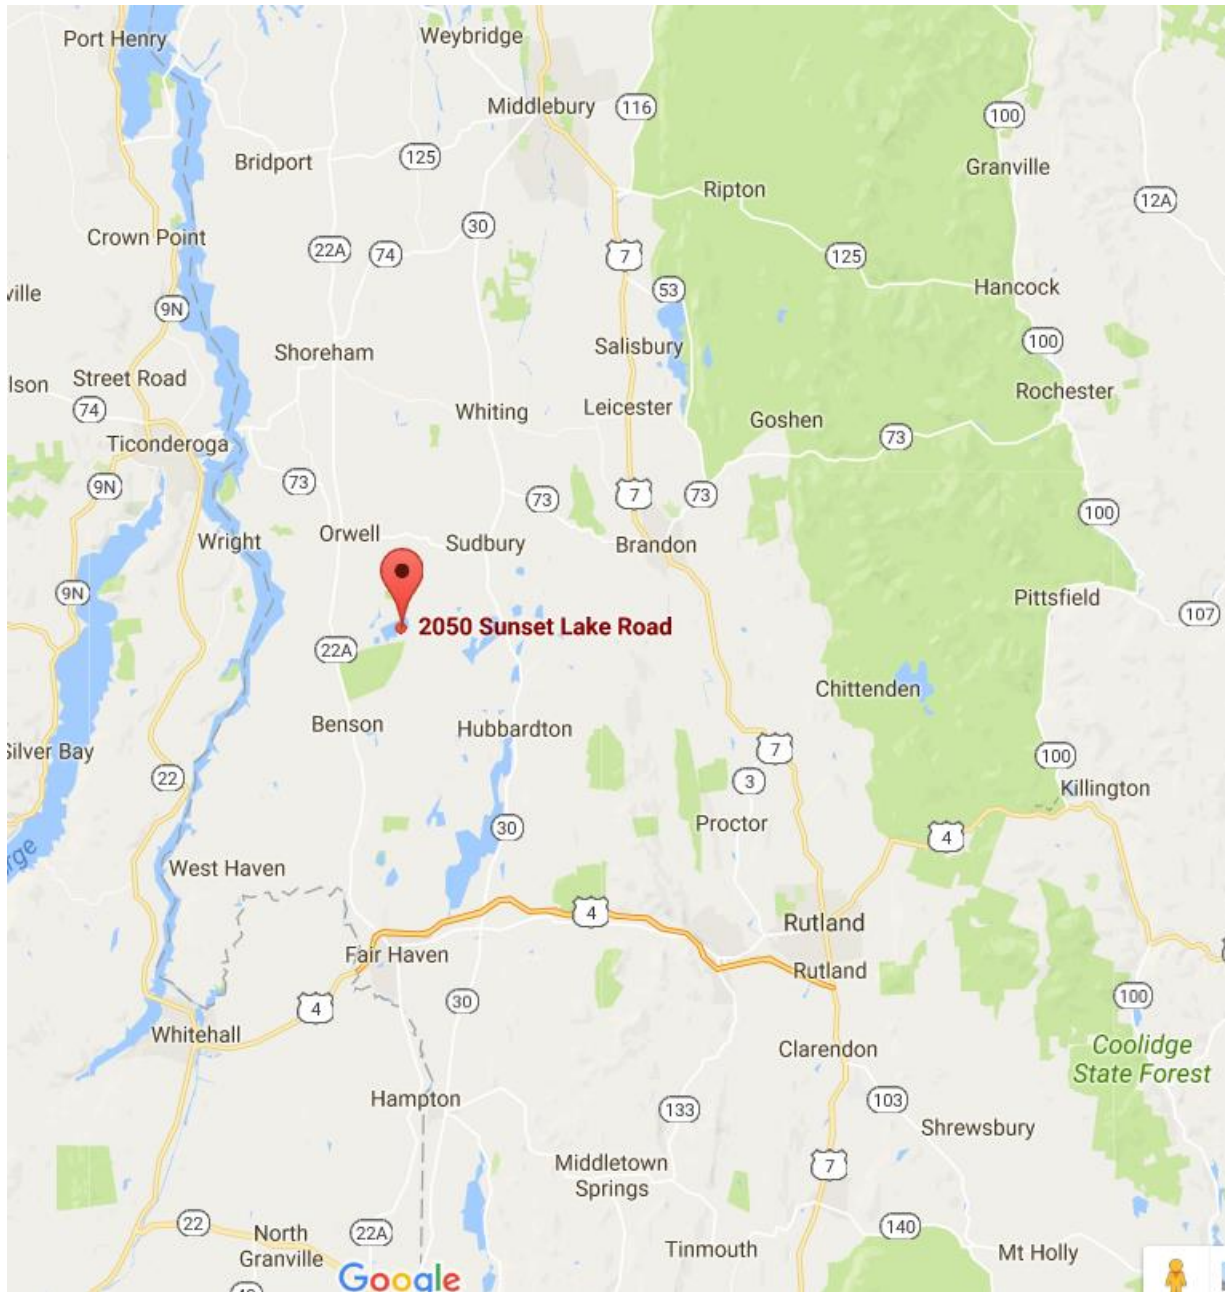 Port Henry
Weybridge
Middlebury
116
100
Bridport
125
Granville
Ripton
12A
30
Crown Point
22A
74
7
125
ville
53
Hancock
9N
Salisbury
100
Shoreham
lson
Street Road
Rochester
74
Whiting
Leicester
Goshen
73
Ticonderoga
9N
73
73
7
73
100
Orwell
Wright
Sudbury
Brandon
9N
Pittsfield
107
2050 Sunset Lake Road
22A
Chittenden
Benson
Hubbardton
Silver Bay
7
100
22
3
Killington
Proctor
30
4
rge
West Haven
4
Rutland
Fair Haven
Rutland
30
100
4
Whitehall
Clarendon
Coolidge
State Forest
Hampton
133
103
Shrewsbury
Middletown
Springs
7
22
North
Granville
22A
140
Tinmouth
Mt Holly
Google